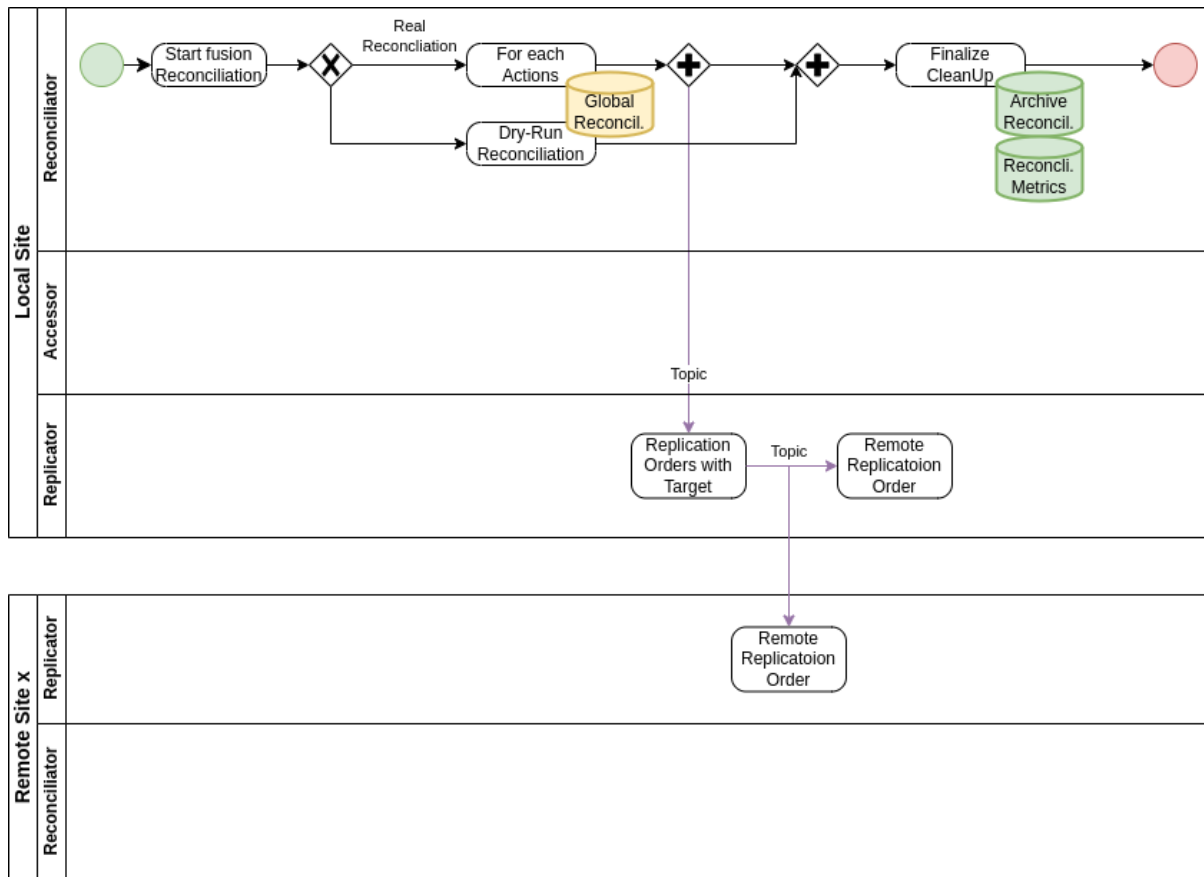 Local Site
Reconciliator
Start fusion
Reconciliation
Real
Reconcliation
For each
Actions
Global
Reconcil.
Dry-Run
Reconciliation
Finalize
CleanUp
Archive
Reconcil.
Reconcli.
Metrics
Accessor
Topic
Replicator
Replication
Orders with
Target
Topic
Remote
Replicatoion
Order
Remote Site x
Replicator
Remote
Replicatoion
Order
Reconciliator